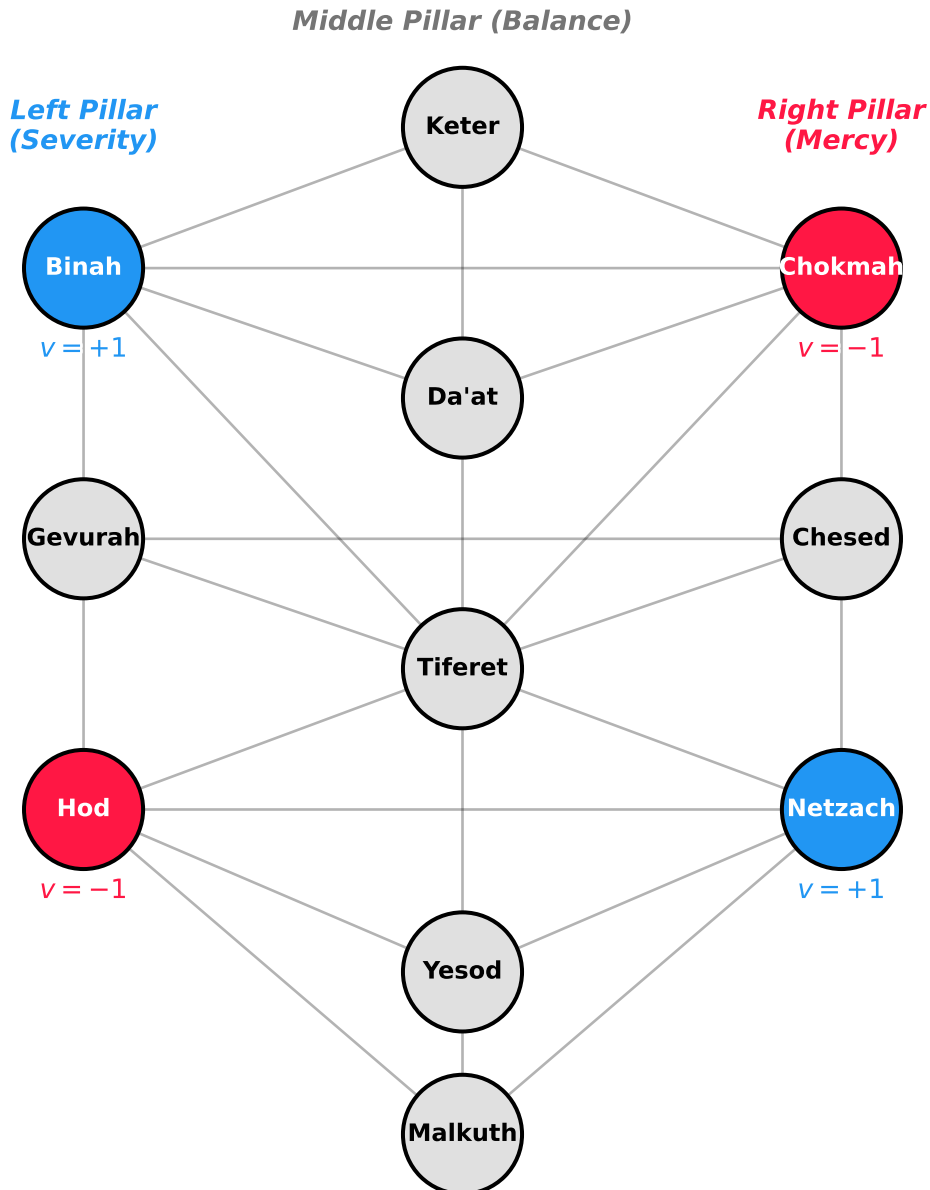 Middle Pillar (Balance)
Left Pillar
(Severity)
Right Pillar
(Mercy)
Keter
Binah
Chokmah
v = +1
v = −1
Da'at
Gevurah
Chesed
Tiferet
Hod
Netzach
v = −1
v = +1
Yesod
Malkuth